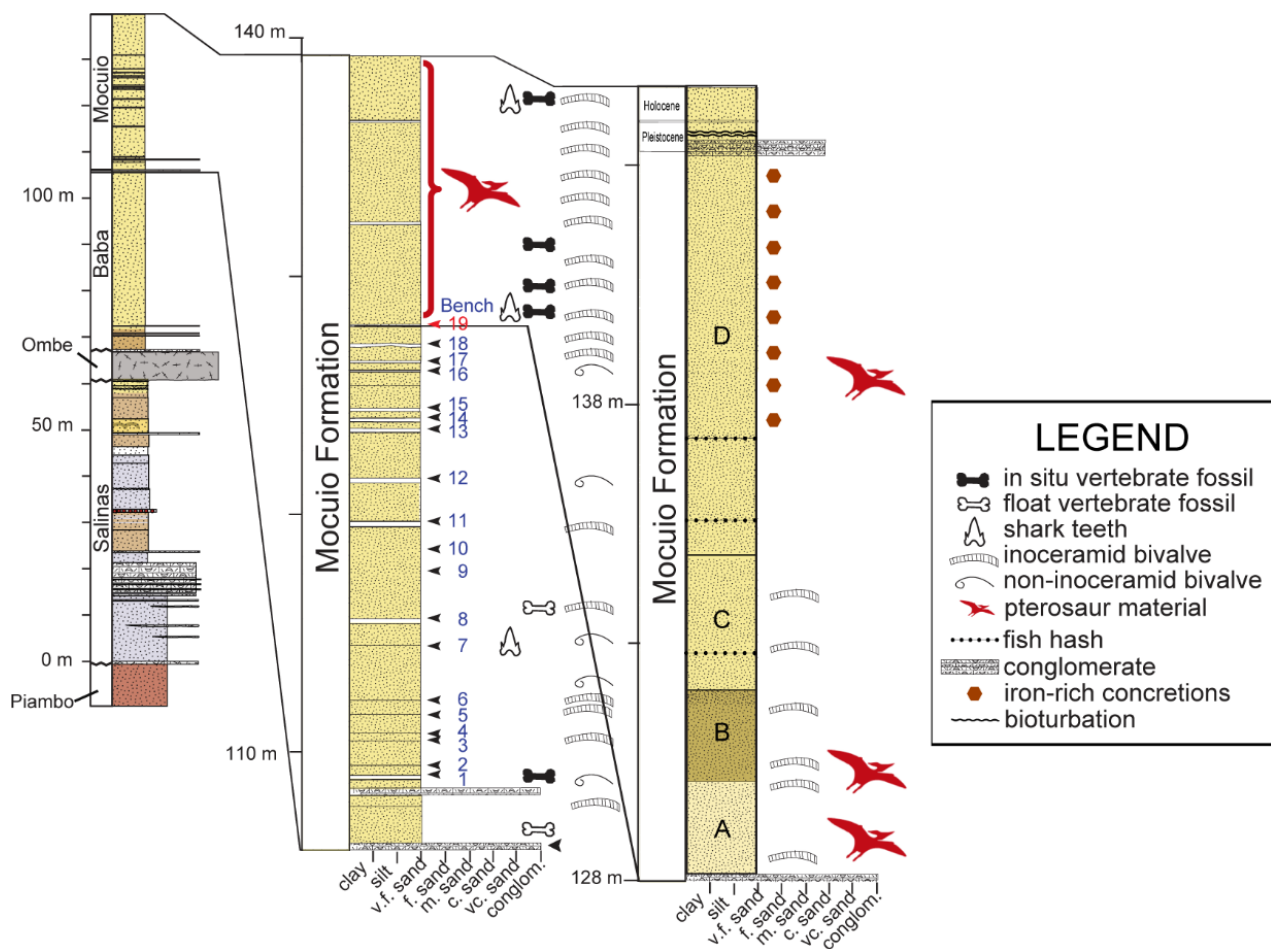 Mocuio
100 m
Baba
Ombe
50 m
Salinas
0 m
Piambo
140 m
Mocuio Formation
110 m
Bench
19
18
17
16
15
14
13
12
11
10
9
8
7
6
5
4
3
2
1
clay
silt
v.f. sand
f. sand
m. sand
c. sand
vc. sand
conglom.
Holocene
Pleistocene
138 m
Mocuio Formation
128 m
D
C
B
A
clay
silt
v.f. sand
f. sand
m. sand
c. sand
vc. sand
conglom.
LEGEND
in situ vertebrate fossil
float vertebrate fossil
shark teeth
inoceramid bivalve
non-inoceramid bivalve
pterosaur material
fish hash
conglomerate
iron-rich concretions
bioturbation